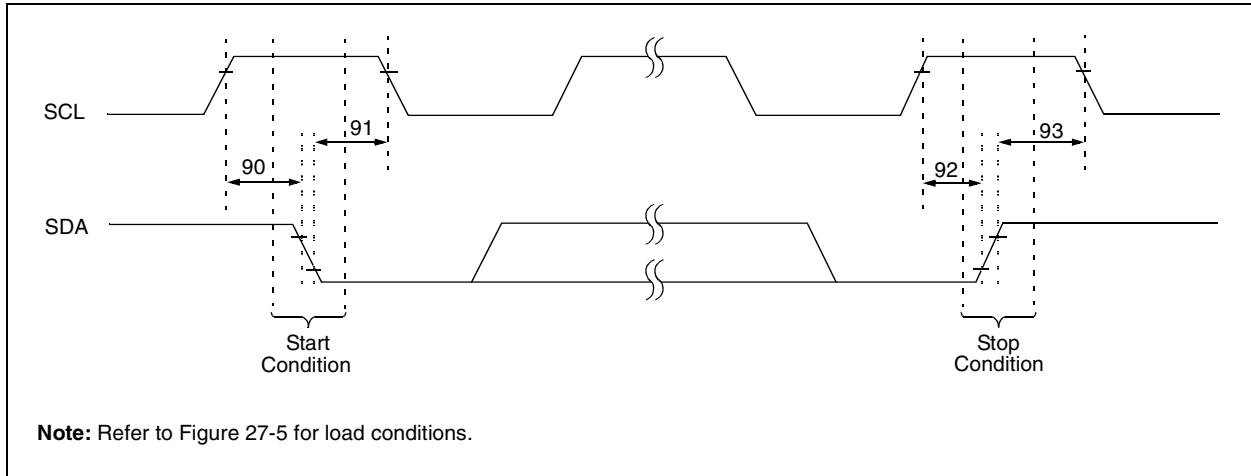 SCL
91
93
90
92
SDA
Start
Condition
Stop
Condition
Note: Refer to Figure 27-5 for load conditions.